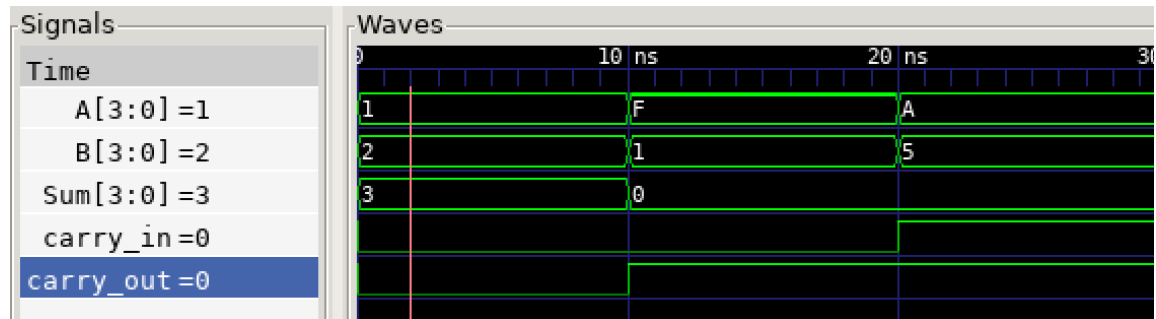 Signals
Waves
Time
0 10 ns 20 ns 30
A[3:0] =1
1 F A
B[3:0] =2
2 1 5
Sum[3:0] =3
3 0
carry_in =0
carry_out =0